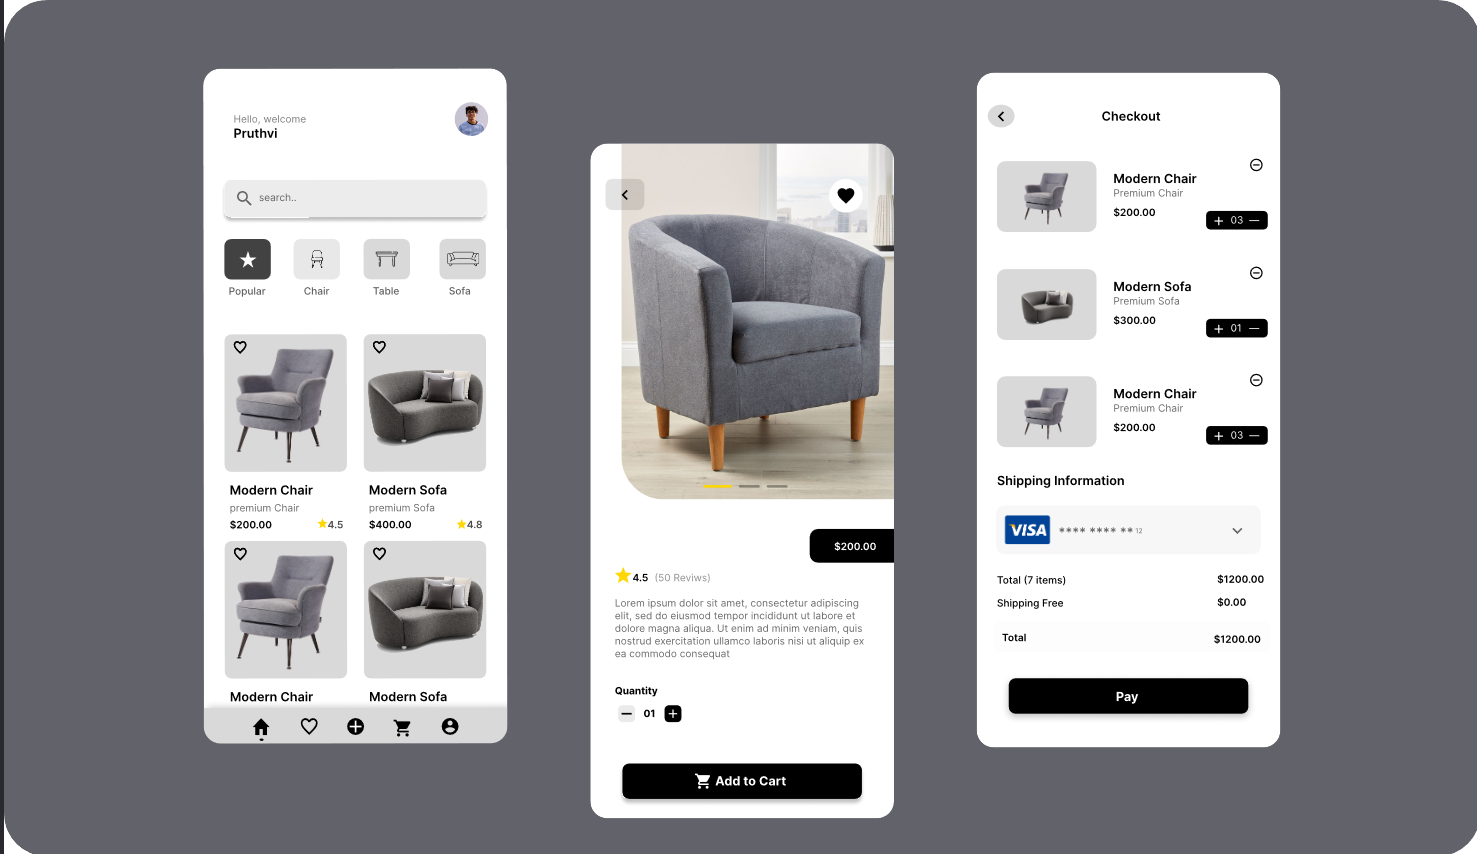 Hello, welcome
Pruthvi
search..
Popular
Chair
Table
Sofa
Modern Chair
premium Chair
$200.00
4.5
Modern Sofa
premium Sofa
$400.00
4.8
Modern Chair
Modern Sofa
$200.00
4.5 (50 Reviws)
Lorem ipsum dolor sit amet, consectetur adipiscing
elit, sed do eiusmod tempor incididunt ut labore et
dolore magna aliqua. Ut enim ad minim veniam, quis
nostrud exercitation ullamco laboris nisi ut aliquip ex
ea commodo consequat
Quantity
01
Add to Cart
Checkout
Modern Chair
Premium Chair
$200.00
+ 03 —
Modern Sofa
Premium Sofa
$300.00
+ 01 —
Modern Chair
Premium Chair
$200.00
+ 03 —
Shipping Information
VISA **** **** ** 12
Total (7 items) $1200.00
Shipping Free $0.00
Total $1200.00
Pay